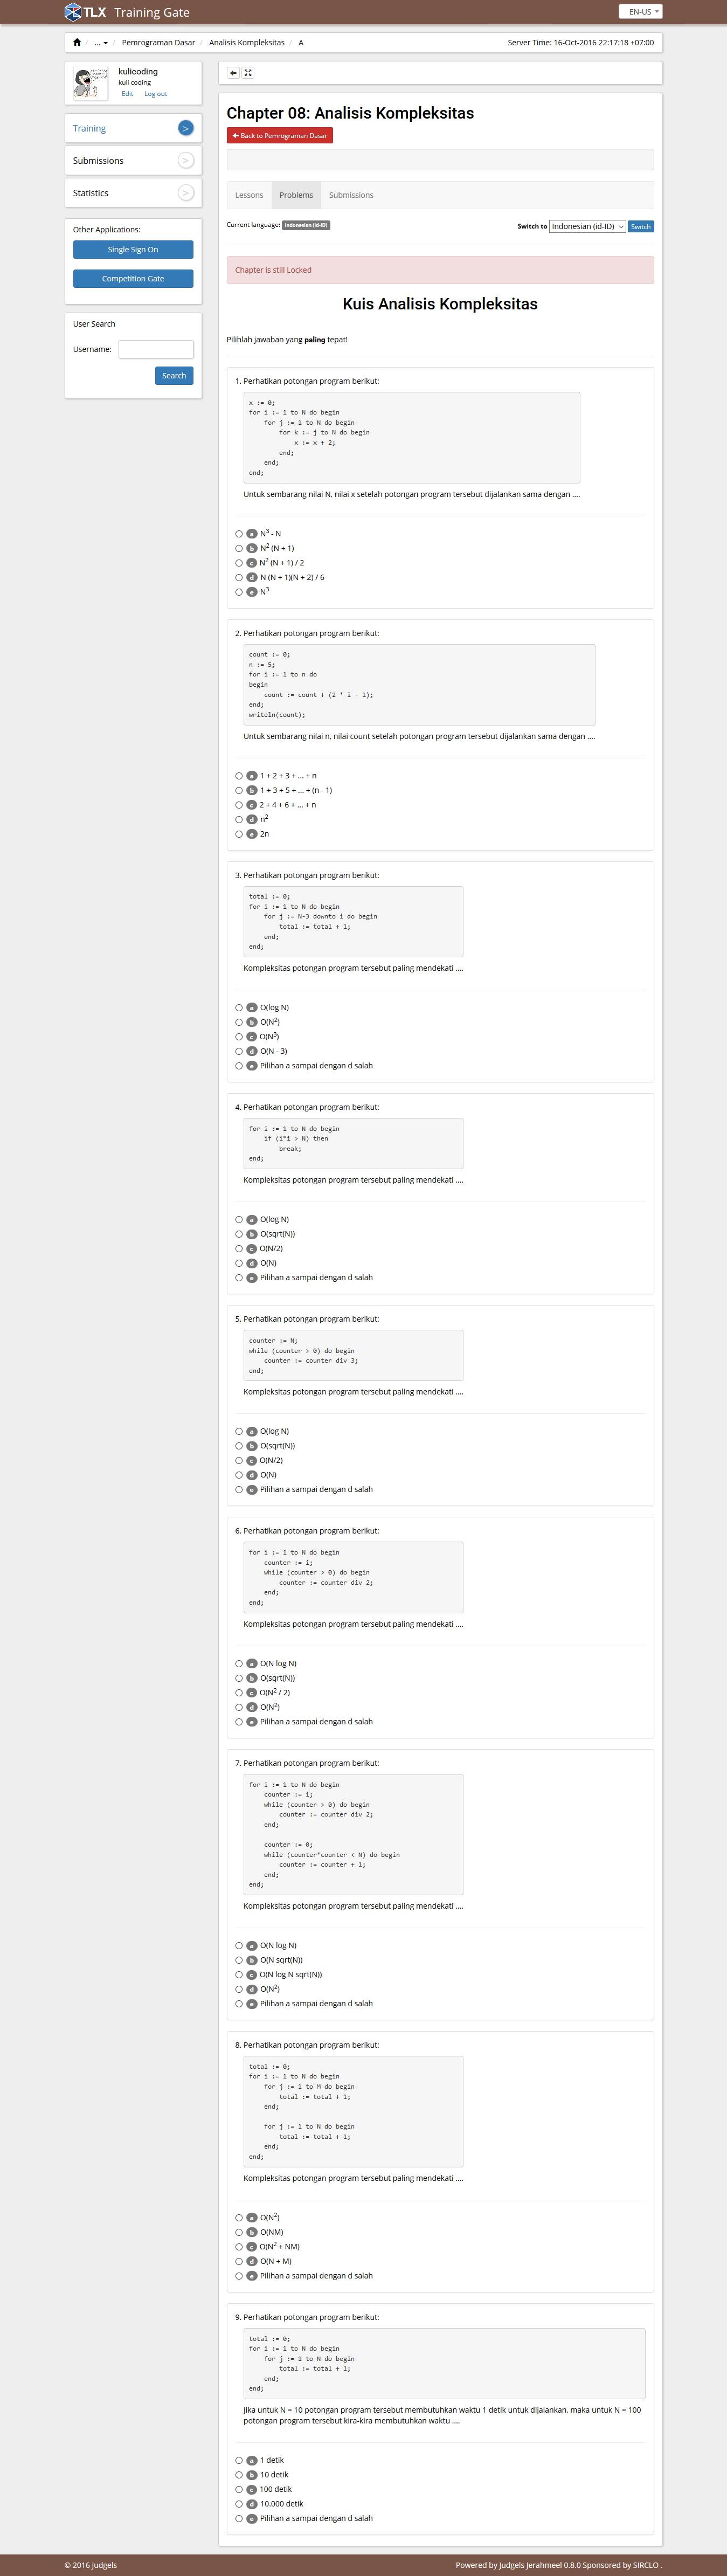 TLX Training Gate
EN-US
... Pemrograman Dasar / Analisis Kompleksitas / A
Server Time: 16-Oct-2016 22:17:18 +07:00
kulicoding
kuli coding
Edit Log out
Training
Submissions
Statistics
Other Applications:
Single Sign On
Competition Gate
User Search
Username:
Search
Chapter 08: Analisis Kompleksitas
Back to Pemrograman Dasar
Lessons Problems Submissions
Current language: Indonesian (id-ID)
Switch to Indonesian (id-ID) Switch
Chapter is still Locked
Kuis Analisis Kompleksitas
Pilihlah jawaban yang paling tepat!
1. Perhatikan potongan program berikut:
x := 0;
for i := 1 to N do begin
for j := 1 to N do begin
for k := j to N do begin
x := x + 2;
end;
end;
end;
Untuk sembarang nilai N, nilai x setelah potongan program tersebut dijalankan sama dengan ....
a N³ - N
b N² (N + 1)
c N² (N + 1) / 2
d N (N + 1)(N + 2) / 6
e N³
2. Perhatikan potongan program berikut:
count := 0;
n := 5;
for i := 1 to n do
begin
count := count + (2 * i - 1);
end;
writeln(count);
Untuk sembarang nilai n, nilai count setelah potongan program tersebut dijalankan sama dengan ....
a 1 + 2 + 3 + ... + n
b 1 + 3 + 5 + ... + (n - 1)
c 2 + 4 + 6 + ... + n
d n²
e 2n
3. Perhatikan potongan program berikut:
total := 0;
for i := 1 to N do begin
for j := N-3 downto i do begin
total := total + 1;
end;
end;
Kompleksitas potongan program tersebut paling mendekati ....
a O(log N)
b O(N²)
c O(N³)
d O(N - 3)
e Pilihan a sampai dengan d salah
4. Perhatikan potongan program berikut:
for i := 1 to N do begin
if (i*i > N) then
break;
end;
Kompleksitas potongan program tersebut paling mendekati ....
a O(log N)
b O(sqrt(N))
c O(N/2)
d O(N)
e Pilihan a sampai dengan d salah
5. Perhatikan potongan program berikut:
counter := N;
while (counter > 0) do begin
counter := counter div 3;
end;
Kompleksitas potongan program tersebut paling mendekati ....
a O(log N)
b O(sqrt(N))
c O(N/2)
d O(N)
e Pilihan a sampai dengan d salah
6. Perhatikan potongan program berikut:
for i := 1 to N do begin
counter := i;
while (counter > 0) do begin
counter := counter div 2;
end;
end;
Kompleksitas potongan program tersebut paling mendekati ....
a O(N log N)
b O(sqrt(N))
c O(N² / 2)
d O(N²)
e Pilihan a sampai dengan d salah
7. Perhatikan potongan program berikut:
for i := 1 to N do begin
counter := i;
while (counter > 0) do begin
counter := counter div 2;
end;
counter := 0;
while (counter*counter < N) do begin
counter := counter + 1;
end;
end;
Kompleksitas potongan program tersebut paling mendekati ....
a O(N log N)
b O(N sqrt(N))
c O(N log N sqrt(N))
d O(N²)
e Pilihan a sampai dengan d salah
8. Perhatikan potongan program berikut:
total := 0;
for i := 1 to N do begin
for j := 1 to M do begin
total := total + 1;
end;
for j := 1 to N do begin
total := total + 1;
end;
end;
Kompleksitas potongan program tersebut paling mendekati ....
a O(N²)
b O(NM)
c O(N² + NM)
d O(N + M)
e Pilihan a sampai dengan d salah
9. Perhatikan potongan program berikut:
total := 0;
for i := 1 to N do begin
for j := 1 to N do begin
total := total + 1;
end;
end;
Jika untuk N = 10 potongan program tersebut membutuhkan waktu 1 detik untuk dijalankan, maka untuk N = 100
potongan program tersebut kira-kira membutuhkan waktu ....
a 1 detik
b 10 detik
c 100 detik
d 10.000 detik
e Pilihan a sampai dengan d salah
© 2016 Judgels
Powered by Judgels Jerahmeel 0.8.0 Sponsored by SIRCLO .